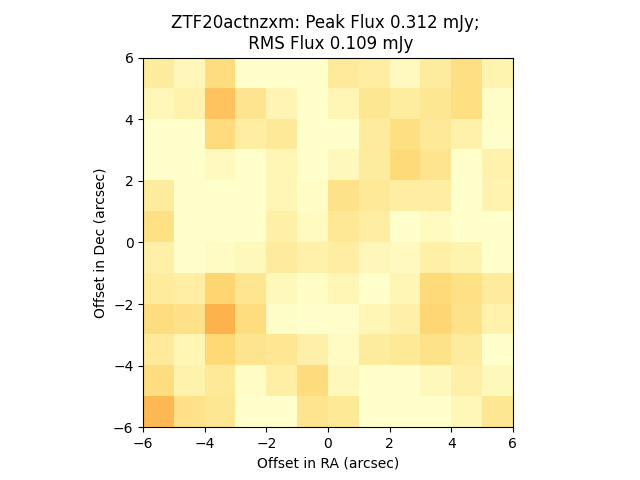 ZTF20actnzxm: Peak Flux 0.312 mJy;
RMS Flux 0.109 mJy
6
4
2
0
−2
−4
−6
Offset in Dec (arcsec)
−6 −4 −2 0 2 4 6
Offset in RA (arcsec)